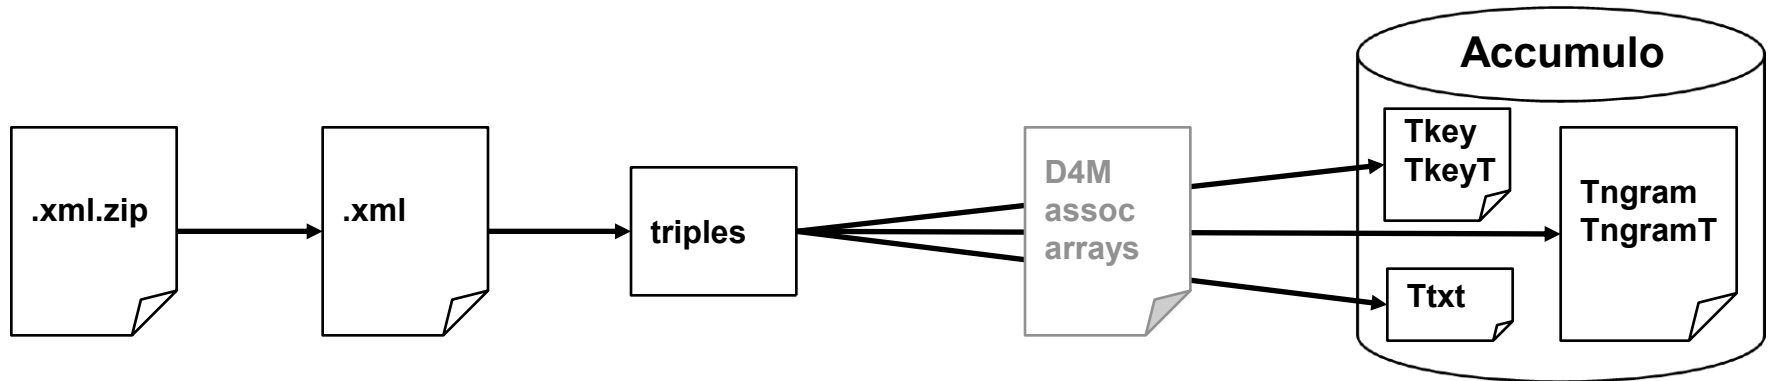 Accumulo
.xml.zip
.xml
triples
D4M
assoc
arrays
Tkey
TkeyT
Tngram
TngramT
Ttxt